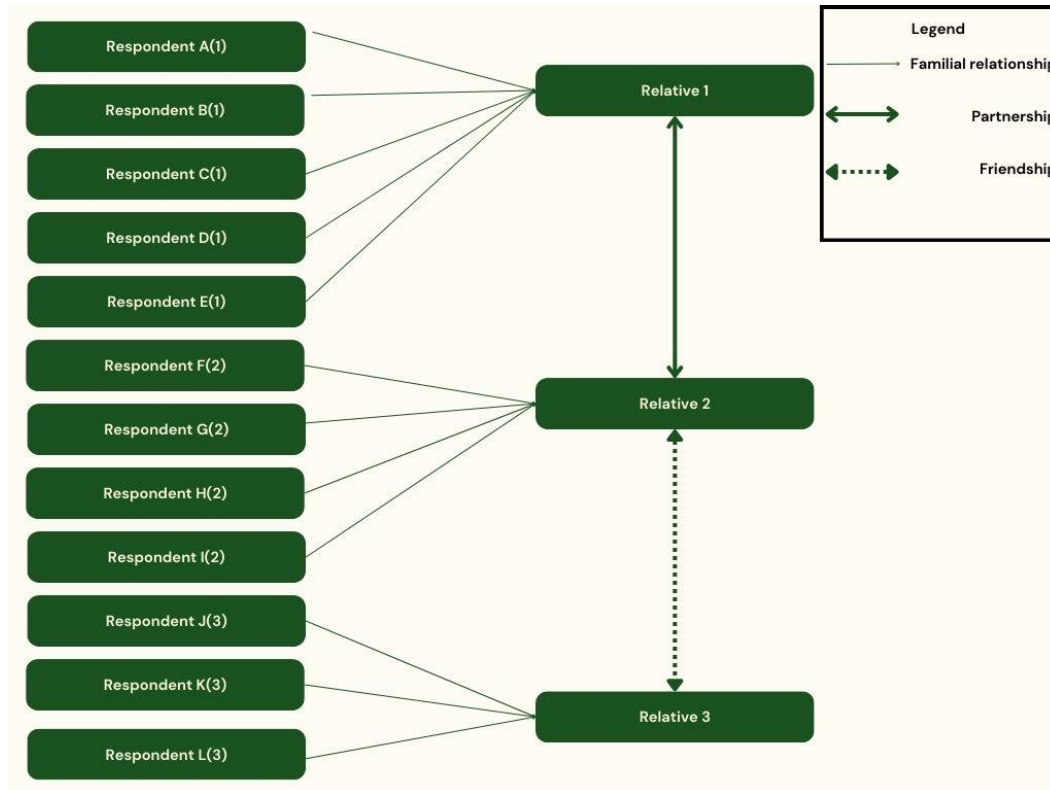 Respondent A(1)
Respondent B(1)
Respondent C(1)
Respondent D(1)
Respondent E(1)
Respondent F(2)
Respondent G(2)
Respondent H(2)
Respondent I(2)
Respondent J(3)
Respondent K(3)
Respondent L(3)
Relative 1
Relative 2
Relative 3
Legend
Familial relationship
Partnership
Friendship